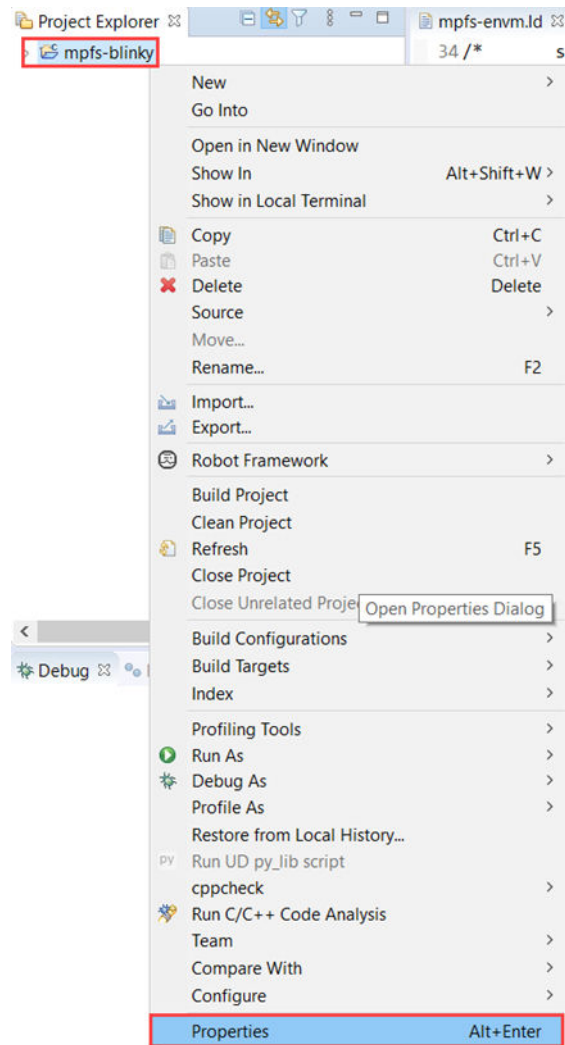 Project Explorer
mpfs-envm.ld
mpfs-blinky
34 /* s
New
Go Into
Open in New Window
Show In Alt+Shift+W
Show in Local Terminal
Copy Ctrl+C
Paste Ctrl+V
Delete Delete
Source
Move...
Rename... F2
Import...
Export...
Robot Framework
Build Project
Clean Project
Refresh F5
Close Project
Close Unrelated Proje
Open Properties Dialog
Build Configurations
Debug
Build Targets
Index
Profiling Tools
Run As
Debug As
Profile As
Restore from Local History...
PY Run UD py_lib script
cppcheck
Run C/C++ Code Analysis
Team
Compare With
Configure
Properties Alt+Enter